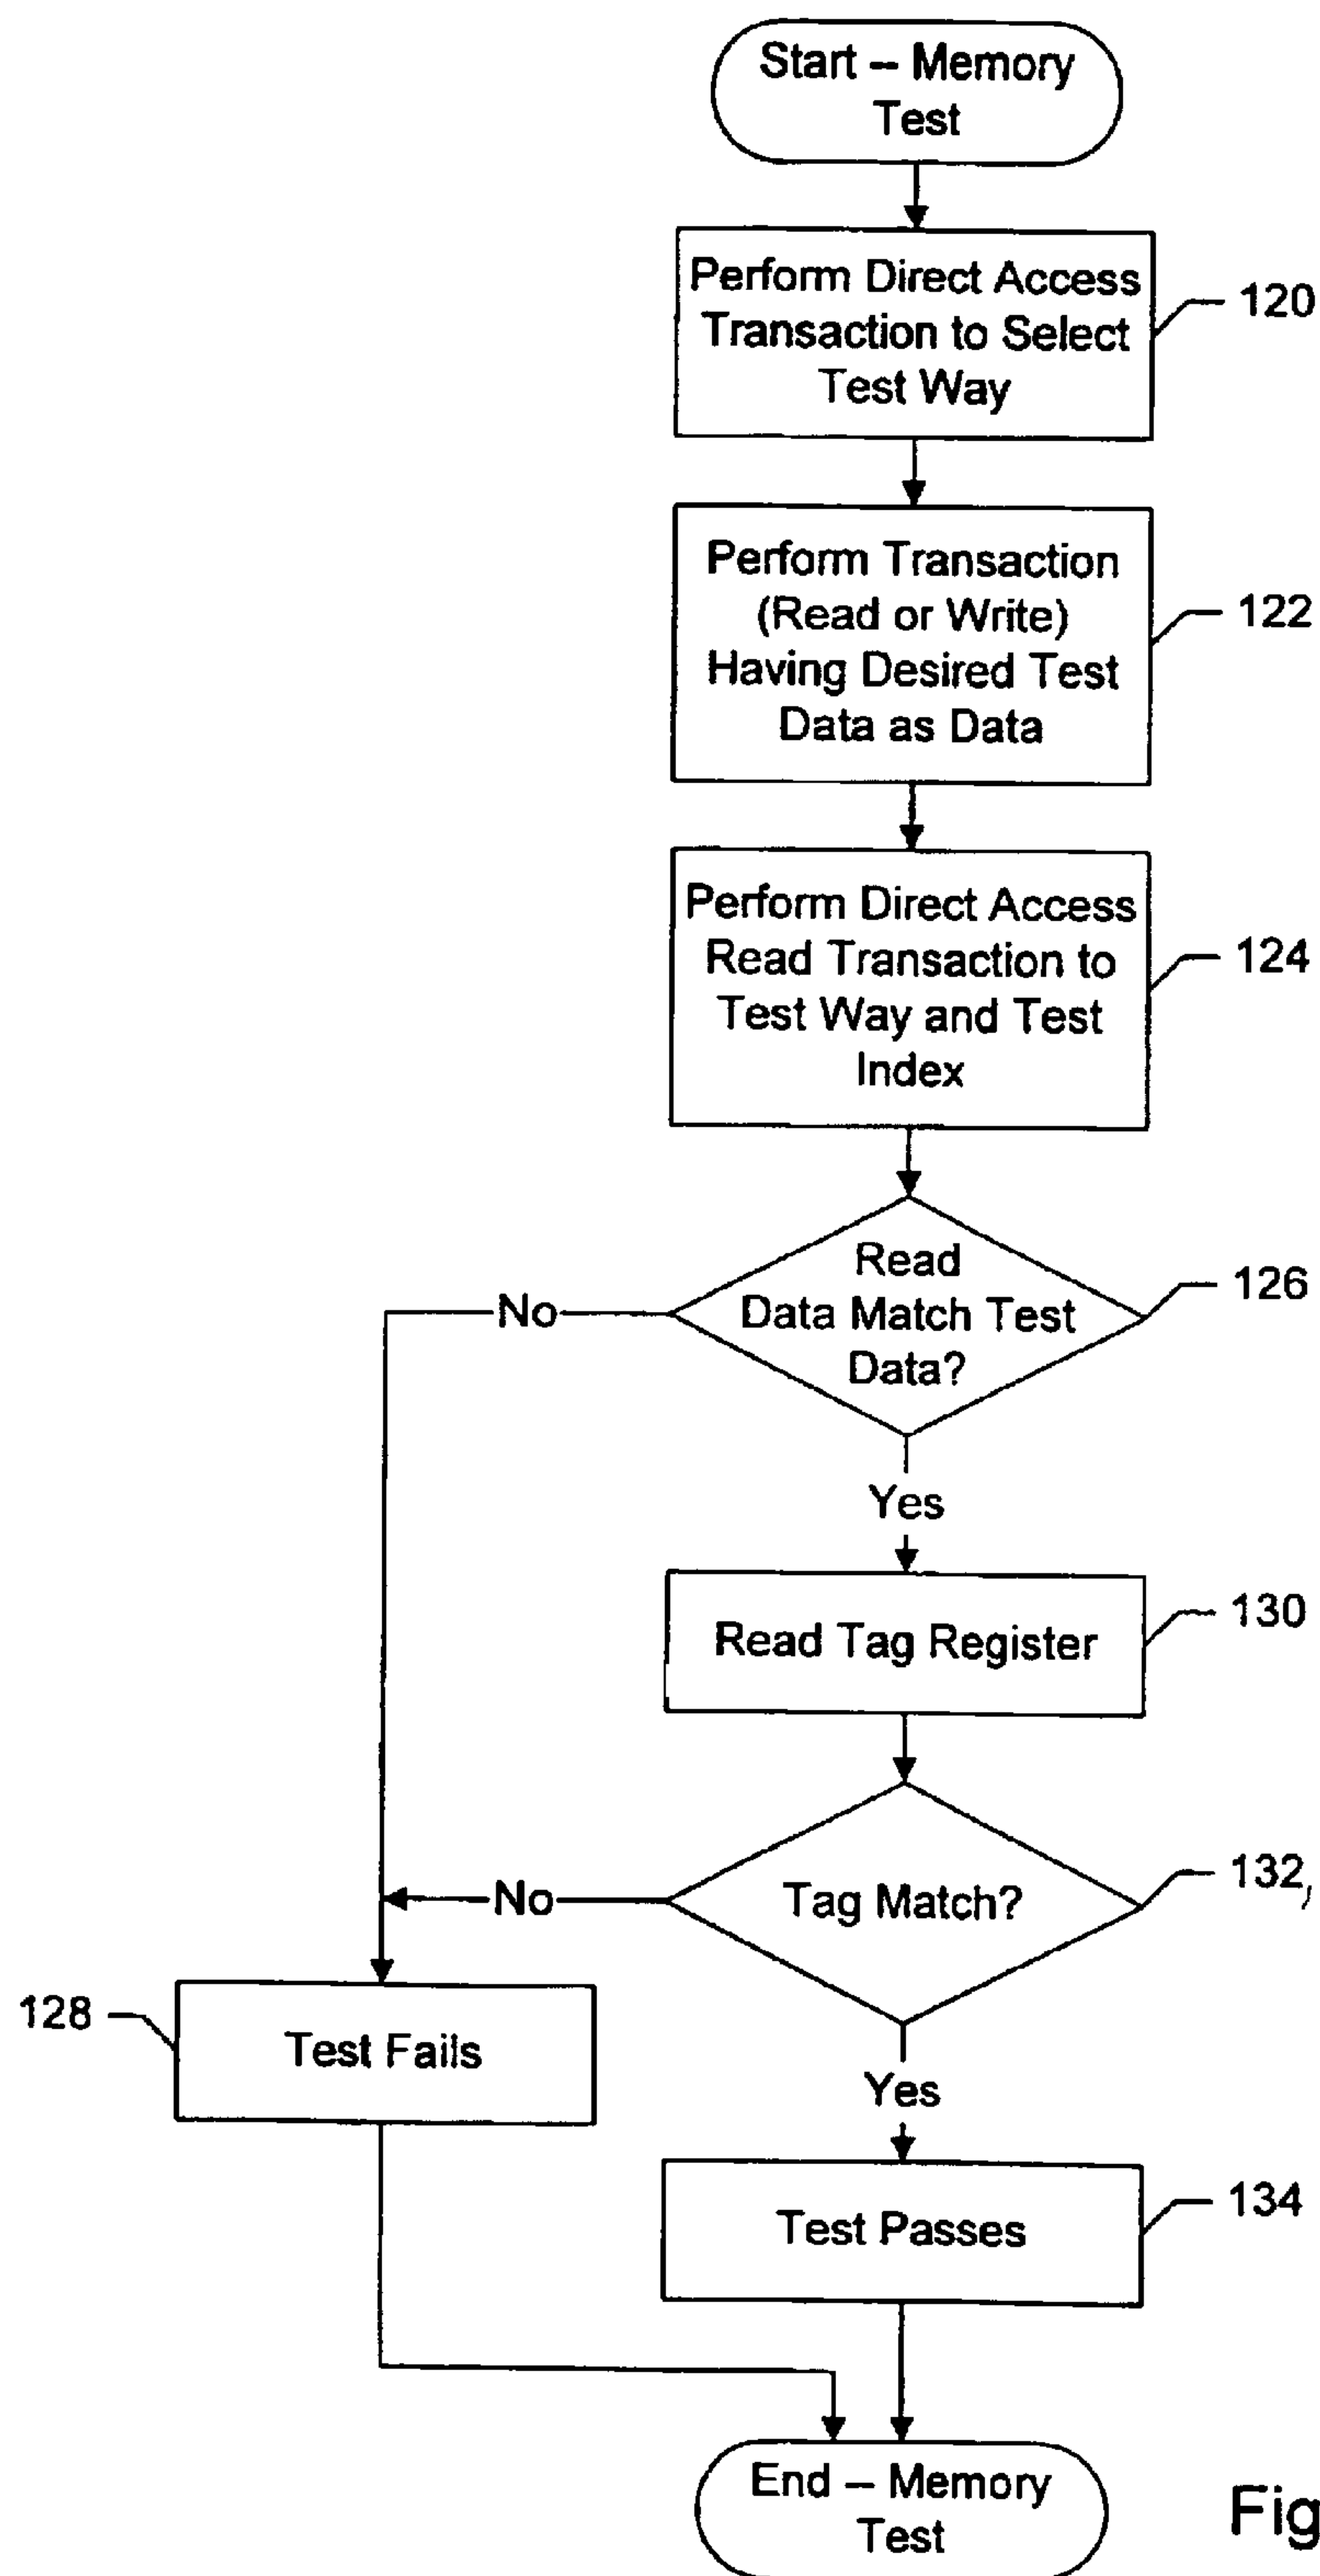 Start – Memory
Test
Perform Direct Access
Transaction to Select
Test Way
120
Perform Transaction
(Read or Write)
Having Desired Test
Data as Data
122
Perform Direct Access
Read Transaction to
Test Way and Test
Index
124
Read
Data Match Test
Data?
126
No
Yes
Read Tag Register
130
Tag Match?
132,
No
128
Test Fails
Yes
Test Passes
134
End – Memory
Test
Fig